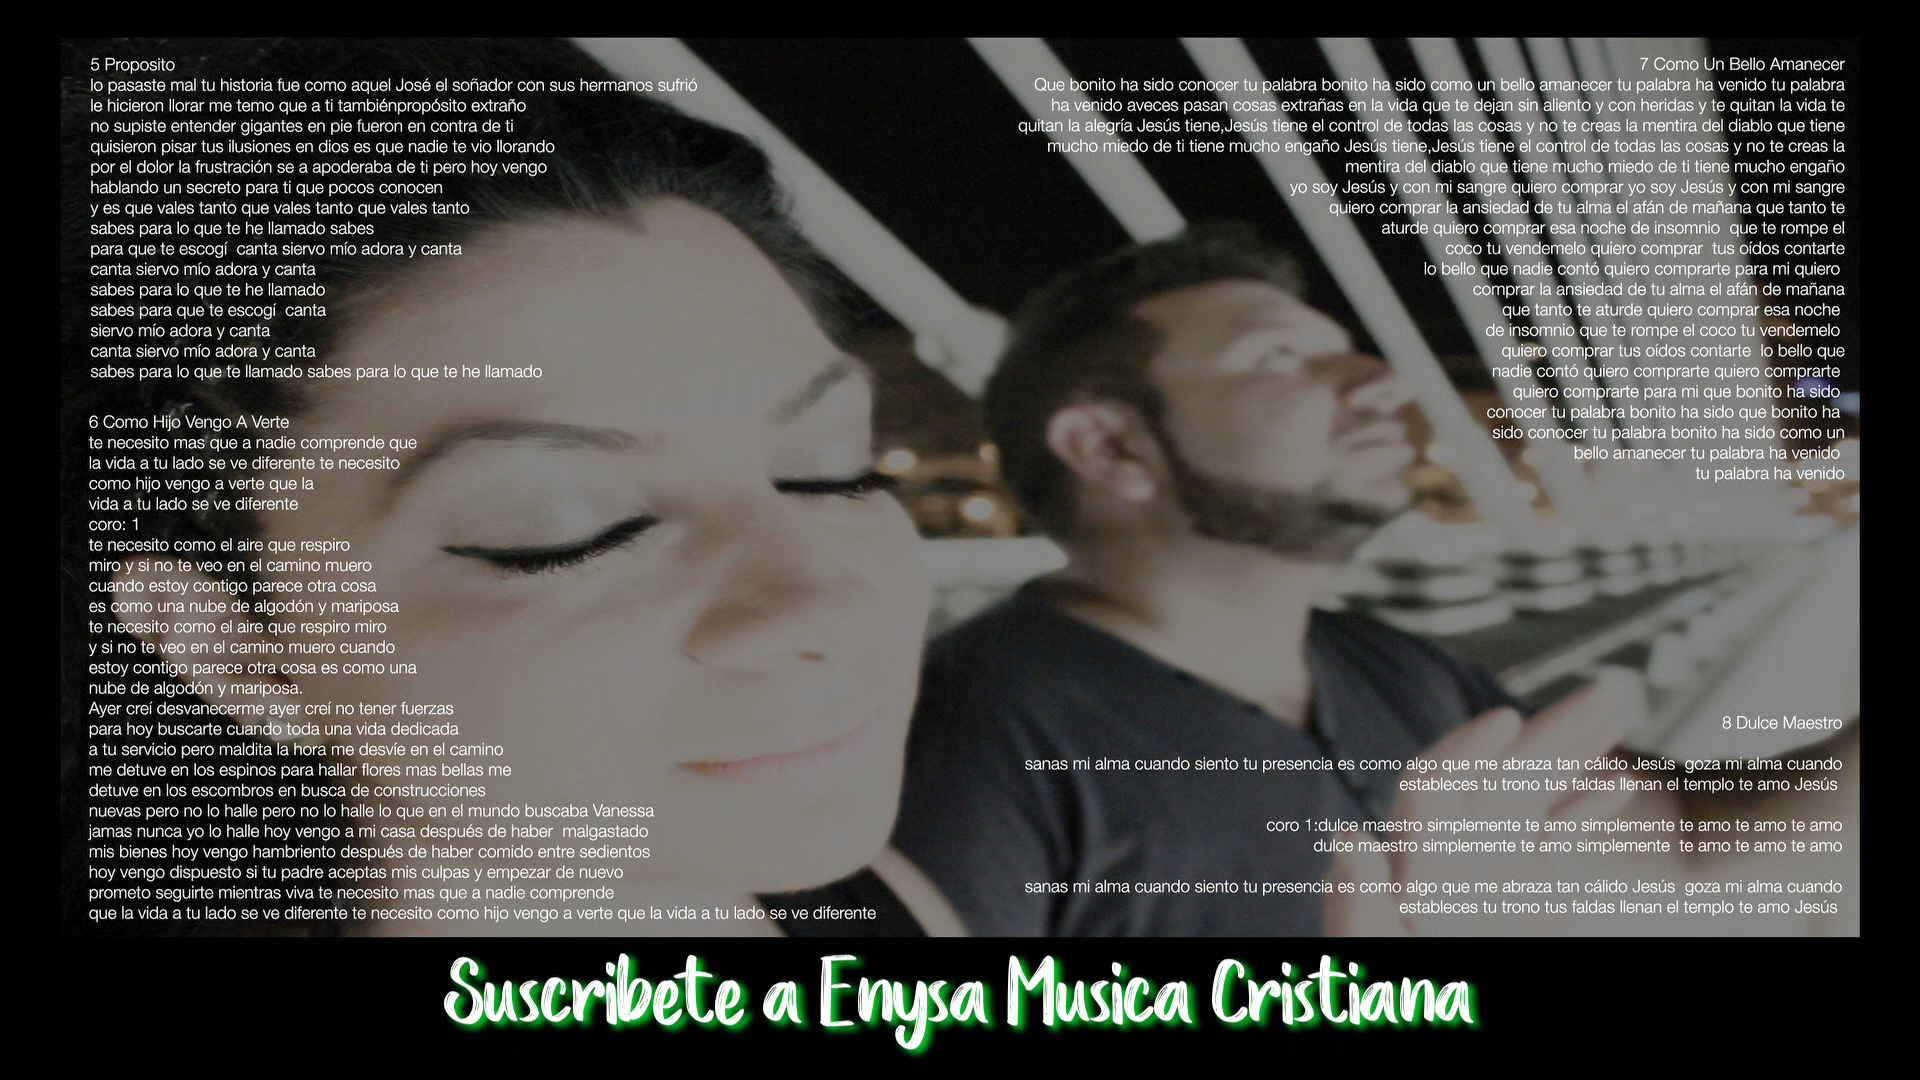 5 Proposito
lo pasaste mal tu historia fue como aquel José el soñador con sus hermanos sufrió
le hicieron llorar me temo que a ti tambiénpropósito extraño
no supiste entender gigantes en pie fueron en contra de ti
quisieron pisar tus ilusiones en dios es que nadie te vio llorando
por el dolor la frustración se a apoderaba de ti pero hoy vengo
hablando un secreto para ti que pocos conocen
y es que vales tanto que vales tanto que vales tanto
sabes para lo que te he llamado sabes
para que te escogí  canta siervo mío adora y canta
canta siervo mío adora y canta
sabes para lo que te he llamado
sabes para que te escogí  canta
siervo mío adora y canta
canta siervo mío adora y canta
sabes para lo que te llamado sabes para lo que te he llamado
6 Como Hijo Vengo A Verte
te necesito mas que a nadie comprende que
la vida a tu lado se ve diferente te necesito
como hijo vengo a verte que la
vida a tu lado se ve diferente
coro: 1
te necesito como el aire que respiro
miro y si no te veo en el camino muero
cuando estoy contigo parece otra cosa
es como una nube de algodón y mariposa
te necesito como el aire que respiro miro
y si no te veo en el camino muero cuando
estoy contigo parece otra cosa es como una
nube de algodón y mariposa.
Ayer creí desvanecerme ayer creí no tener fuerzas
para hoy buscarte cuando toda una vida dedicada
a tu servicio pero maldita la hora me desvíe en el camino
me detuve en los espinos para hallar flores mas bellas me
detuve en los escombros en busca de construcciones
nuevas pero no lo halle pero no lo halle lo que en el mundo buscaba Vanessa
jamas nunca yo lo halle hoy vengo a mi casa después de haber  malgastado
mis bienes hoy vengo hambriento después de haber comido entre sedientos
hoy vengo dispuesto si tu padre aceptas mis culpas y empezar de nuevo
prometo seguirte mientras viva te necesito mas que a nadie comprende
que la vida a tu lado se ve diferente te necesito como hijo vengo a verte que la vida a tu lado se ve diferente
7 Como Un Bello Amanecer
Que bonito ha sido conocer tu palabra bonito ha sido como un bello amanecer tu palabra ha venido tu palabra
ha venido aveces pasan cosas extrañas en la vida que te dejan sin aliento y con heridas y te quitan la vida te
quitan la alegría Jesús tiene,Jesús tiene el control de todas las cosas y no te creas la mentira del diablo que tiene
mucho miedo de ti tiene mucho engaño Jesús tiene,Jesús tiene el control de todas las cosas y no te creas la
mentira del diablo que tiene mucho miedo de ti tiene mucho engaño
yo soy Jesús y con mi sangre quiero comprar yo soy Jesús y con mi sangre
quiero comprar la ansiedad de tu alma el afán de mañana que tanto te
aturde quiero comprar esa noche de insomnio  que te rompe el
coco tu vendemelo quiero comprar  tus oídos contarte
lo bello que nadie contó quiero comprarte para mi quiero
comprar la ansiedad de tu alma el afán de mañana
que tanto te aturde quiero comprar esa noche
de insomnio que te rompe el coco tu vendemelo
quiero comprar tus oídos contarte  lo bello que
nadie contó quiero comprarte quiero comprarte
quiero comprarte para mi que bonito ha sido
conocer tu palabra bonito ha sido que bonito ha
sido conocer tu palabra bonito ha sido como un
bello amanecer tu palabra ha venido
tu palabra ha venido
8 Dulce Maestro
sanas mi alma cuando siento tu presencia es como algo que me abraza tan cálido Jesús  goza mi alma cuando
estableces tu trono tus faldas llenan el templo te amo Jesús
coro 1:dulce maestro simplemente te amo simplemente te amo te amo te amo
dulce maestro simplemente te amo simplemente  te amo te amo te amo
sanas mi alma cuando siento tu presencia es como algo que me abraza tan cálido Jesús  goza mi alma cuando
estableces tu trono tus faldas llenan el templo te amo Jesús
Suscribete a Enysa Musica Cristiana